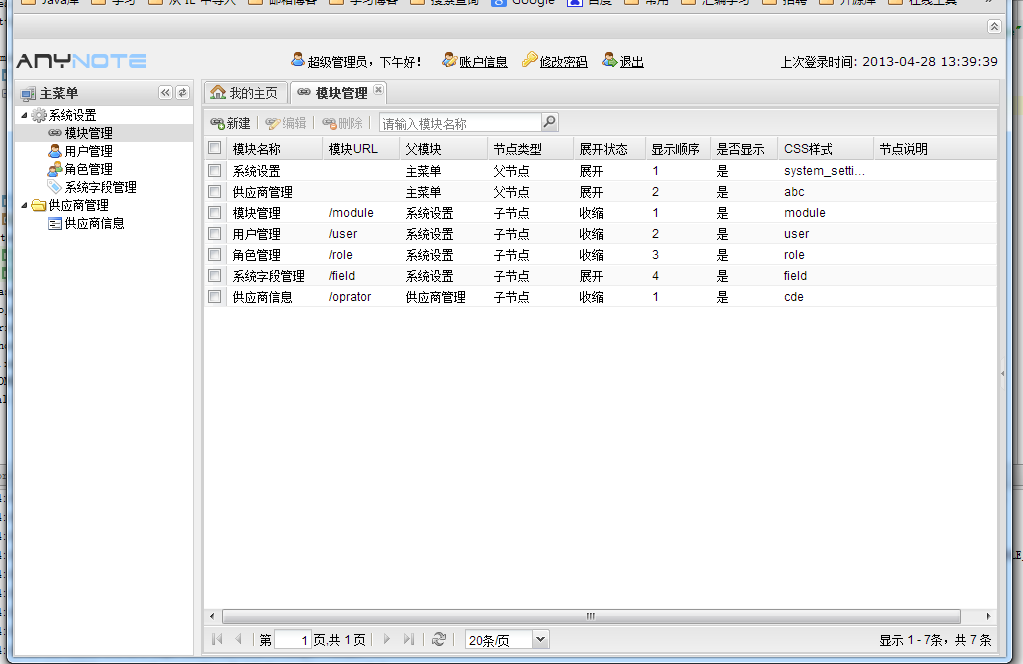 Java库 学习 从 IE 中导入 邮箱博客 学习博客 搜索查询 Google 百度 常用 汇编学习 招聘 开源库 在线工具 »
ANYNOTE 超级管理员，下午好！ 账户信息 修改密码 退出 上次登录时间: 2013-04-28 13:39:39
主菜单 我的主页 模块管理
系统设置
模块管理
用户管理
角色管理
系统字段管理
供应商管理
供应商信息
新建 编辑 删除 请输入模块名称
模块名称 模块URL 父模块 节点类型 展开状态 显示顺序 是否显示 CSS样式 节点说明
系统设置 主菜单 父节点 展开 1 是 system_setti...
供应商管理 主菜单 父节点 展开 2 是 abc
模块管理 /module 系统设置 子节点 收缩 1 是 module
用户管理 /user 系统设置 子节点 收缩 2 是 user
角色管理 /role 系统设置 子节点 收缩 3 是 role
系统字段管理 /field 系统设置 子节点 展开 4 是 field
供应商信息 /oprator 供应商管理 子节点 收缩 1 是 cde
第 1 页,共 1 页 20条/页 显示 1 - 7条，共 7 条